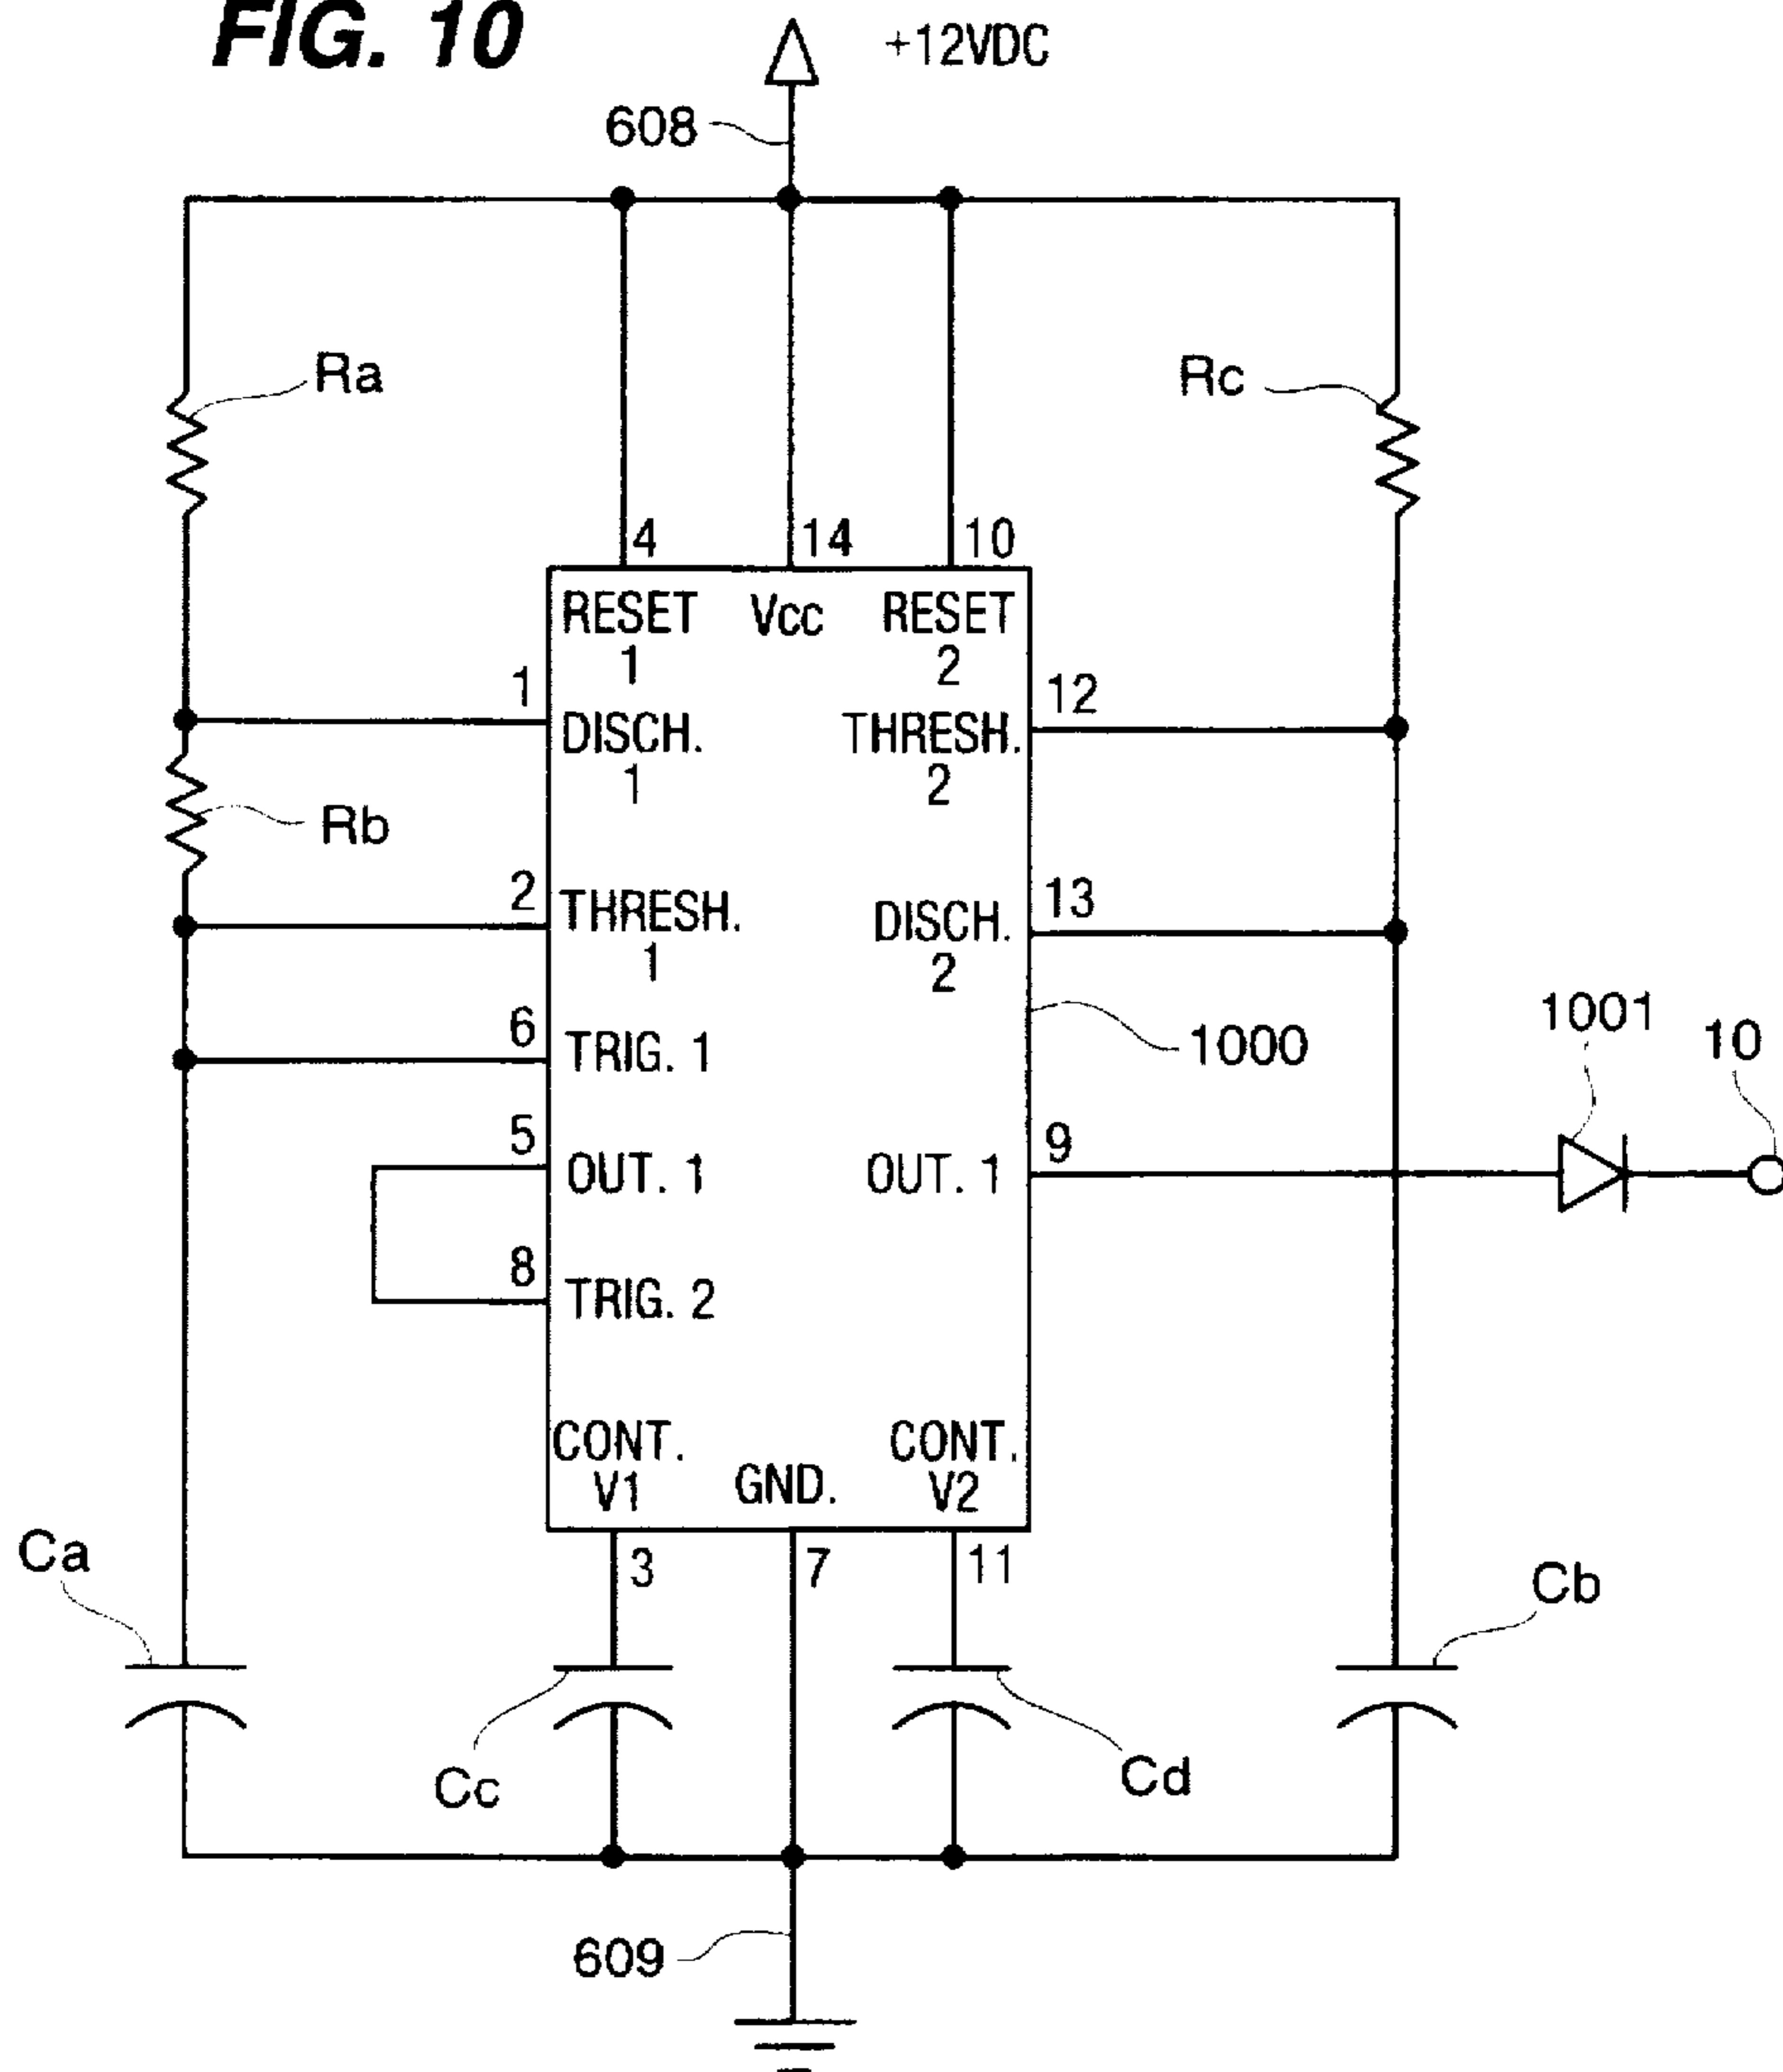 FIG. 10
+12VDC
608
Ra
Rc
4
14
10
RESET
1
Vcc
RESET
2
1
12
DISCH.
1
THRESH.
2
Rb
2
13
THRESH.
1
DISCH.
2
1001
10
6
TRIG. 1
1000
5
9
OUT. 1
OUT. 1
8
TRIG. 2
CONT.
V1
GND.
CONT.
V2
Ca
3
7
11
Cb
Cc
Cd
609